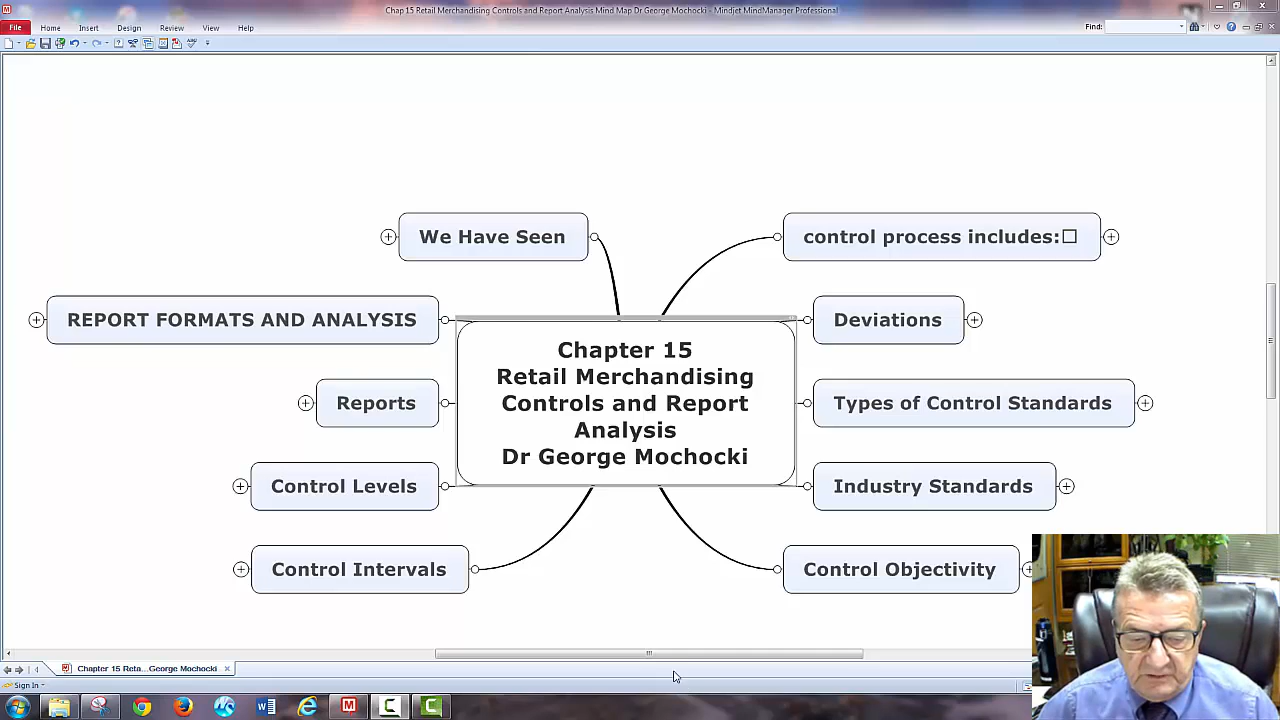 Chap 15 Retail Merchandising Controls and Report Analysis Mind Map Dr George Mochocki - Mindjet MindManager Professional
File Home Insert Design Review View Help
Find:
We Have Seen
control process includes:☐
REPORT FORMATS AND ANALYSIS
Deviations
Chapter 15
Retail Merchandising
Controls and Report
Analysis
Dr George Mochocki
Reports
Types of Control Standards
Control Levels
Industry Standards
Control Intervals
Control Objectivity
Chapter 15 Reta...George Mochocki
Sign In